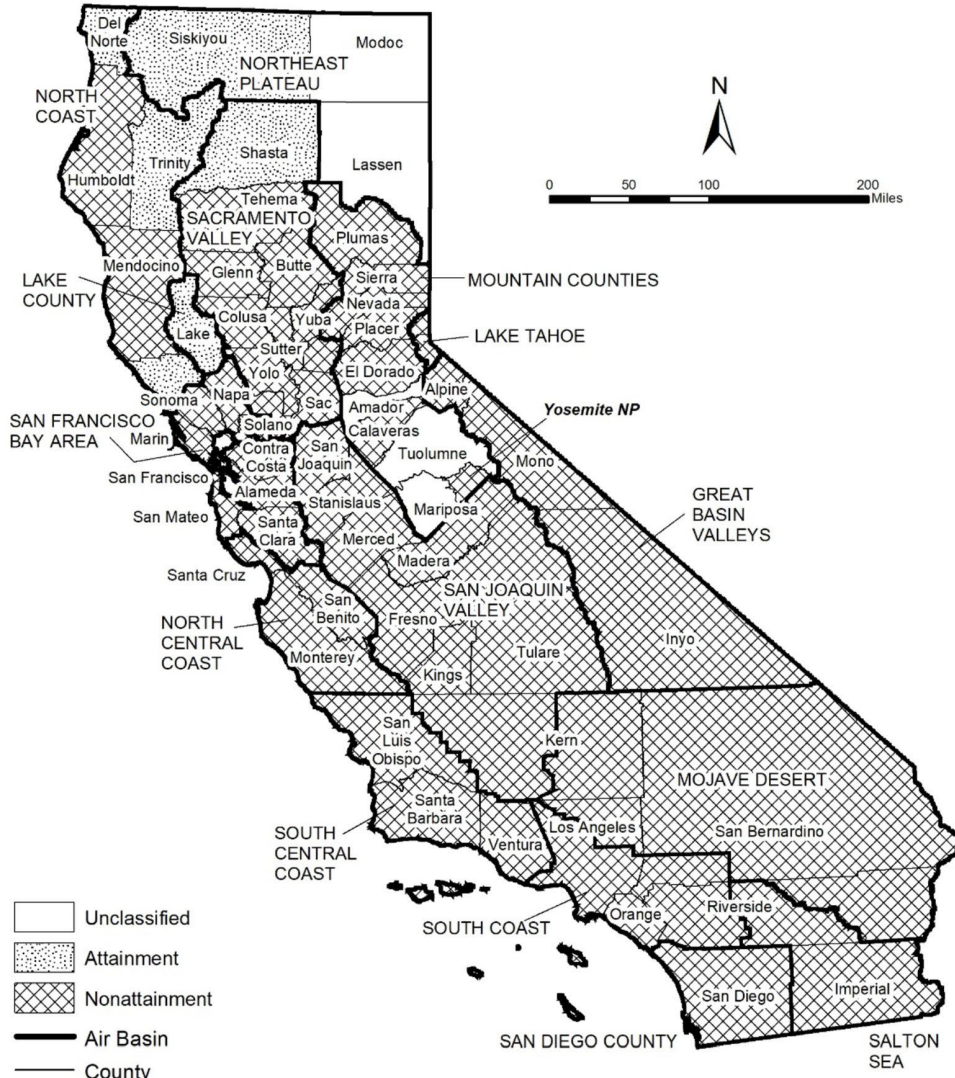 Del
Norte
Siskiyou
Modoc
NORTHEAST
PLATEAU
N
NORTH
COAST
Trinity
Shasta
Lassen
Humboldt
0
50
100
200
Miles
Tehema
SACRAMENTO
VALLEY
Plumas
Mendocino
Glenn
Butte
Sierra
MOUNTAIN COUNTIES
LAKE
COUNTY
Nevada
Colusa
Yuba
Placer
Lake
Sutter
LAKE TAHOE
Yolo
El Dorado
Sonoma
Napa
Sac
Alpine
Amador
Yosemite NP
SAN FRANCISCO
BAY AREA
Marin
Solano
Calaveras
Contra
Costa
San
Joaquin
Tuolumne
Mono
San Francisco
Alameda
Stanislaus
Mariposa
GREAT
BASIN
VALLEYS
San Mateo
Santa
Clara
Merced
Madera
Santa Cruz
SAN JOAQUIN
VALLEY
San
Benito
Fresno
NORTH
CENTRAL
COAST
Monterey
Tulare
Inyo
Kings
San
Luis
Obispo
Kern
MOJAVE DESERT
Santa
Barbara
Los Angeles
San Bernardino
SOUTH
CENTRAL
COAST
Ventura
Orange
Riverside
SOUTH COAST
Unclassified
Attainment
Nonattainment
San Diego
Imperial
Air Basin
SAN DIEGO COUNTY
SALTON
SEA
County